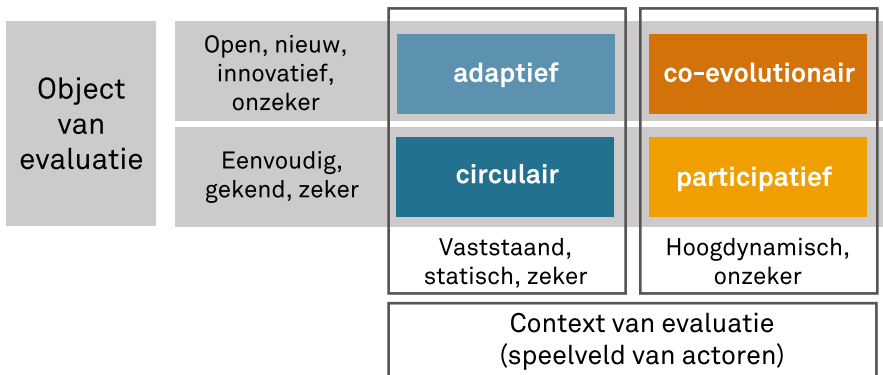 Object
van
evaluatie
Open, nieuw,
innovatief,
onzeker
adaptief
co-evolutionair
Eenvoudig,
gekend, zeker
circulair
participatief
Vaststaand,
statisch, zeker
Hoogdynamisch,
onzeker
Context van evaluatie
(speelveld van actoren)